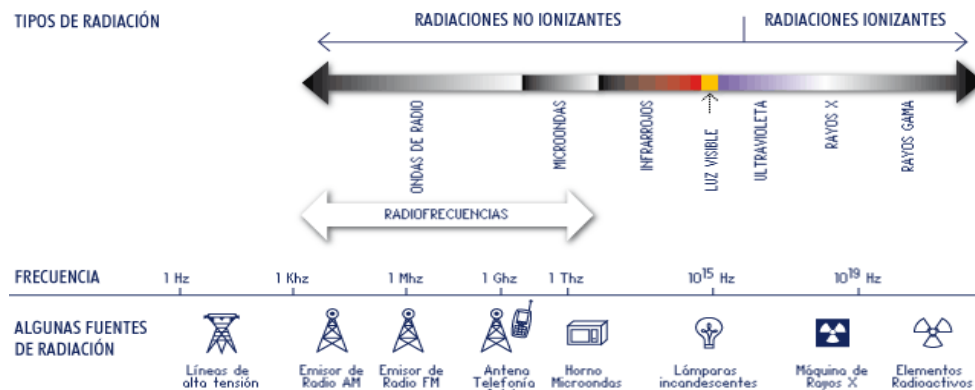 TIPOS DE RADIACIÓN
RADIACIONES NO IONIZANTES
RADIACIONES IONIZANTES
ONDAS DE RADIO
MICROONDAS
INFRARROJOS
LUZ VISIBLE
ULTRAVIOLETA
RAYOS X
RAYOS GAMA
RADIOFRECUENCIAS
FRECUENCIA
1 Hz
1 Khz
1 Mhz
1 Ghz
1 Thz
10¹⁵ Hz
10¹⁹ Hz
ALGUNAS FUENTES
DE RADIACIÓN
Líneas de
alta tensión
Emisor de
Radio AM
Emisor de
Radio FM
Antena
Telefonía
Horno
Microondas
Lámparas
incandescentes
Máquina de
Rayos X
Elementos
Radioactivo